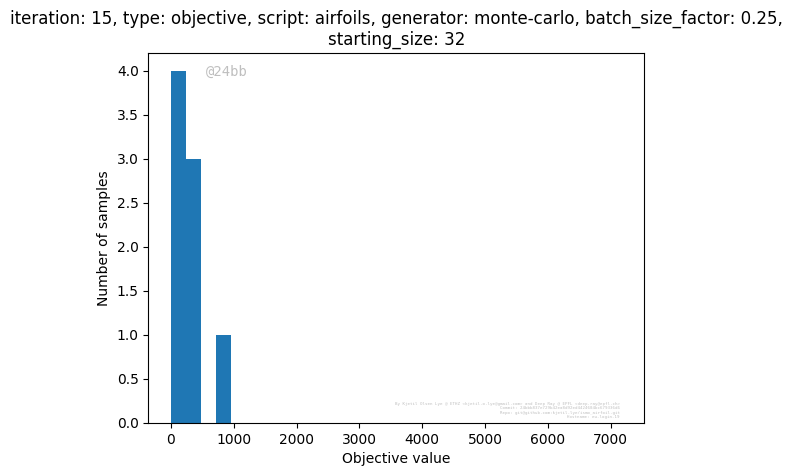 iteration: 15, type: objective, script: airfoils, generator: monte-carlo, batch_size_factor: 0.25,
starting_size: 32
@24bb
4.0
3.5
3.0
2.5
2.0
1.5
1.0
0.5
0.0
Number of samples
0 1000 2000 3000 4000 5000 6000 7000
Objective value